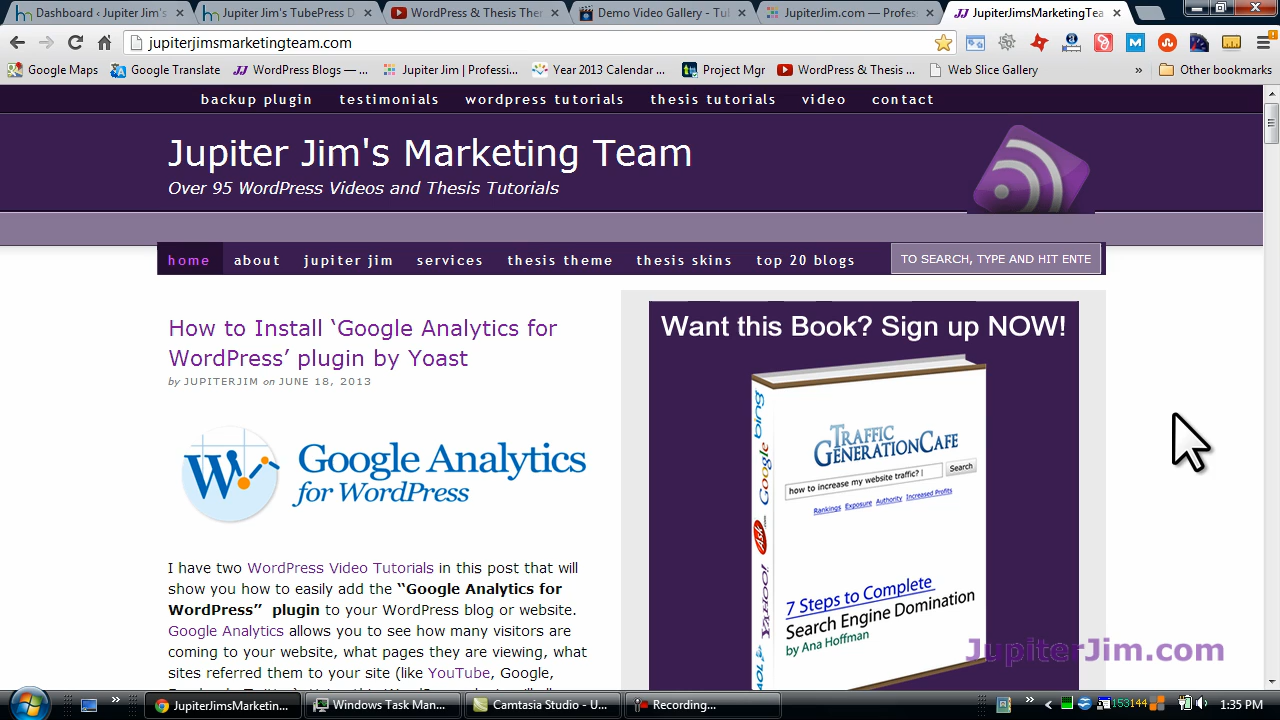 Dashboard ‹ Jupiter Jim's
Jupiter Jim's TubePress D
WordPress & Thesis Ther
Demo Video Gallery - Tul
JupiterJim.com — Profess
JupiterJimsMarketingTea
jupiterjimsmarketingteam.com
Google Maps
Google Translate
WordPress Blogs — ...
Jupiter Jim | Professi...
Year 2013 Calendar ...
Project Mgr
WordPress & Thesis ...
Web Slice Gallery
»
Other bookmarks
backup plugin testimonials wordpress tutorials thesis tutorials video contact
Jupiter Jim's Marketing Team
Over 95 WordPress Videos and Thesis Tutorials
home about jupiter jim services thesis theme thesis skins top 20 blogs
TO SEARCH, TYPE AND HIT ENTE
How to Install ‘Google Analytics for
WordPress’ plugin by Yoast
by JUPITERJIM on JUNE 18, 2013
Google Analytics
for WordPress
I have two WordPress Video Tutorials in this post that will
show you how to easily add the “Google Analytics for
WordPress” plugin to your WordPress blog or website.
Google Analytics allows you to see how many visitors are
coming to your website, what pages they are viewing, what
sites referred them to your site (like YouTube, Google,
Want this Book? Sign up NOW!
bing
Google
Ask
YAHOO!
TRAFFIC
GENERATIONCAFE
how to increase my website traffic? |
Search
Rankings Exposure Authority Increased Profits
7 Steps to Complete
Search Engine Domination
by Ana Hoffman
JupiterJim.com
JupiterJimsMarketing...
Windows Task Man...
Camtasia Studio - U...
Recording...
153144
1:35 PM